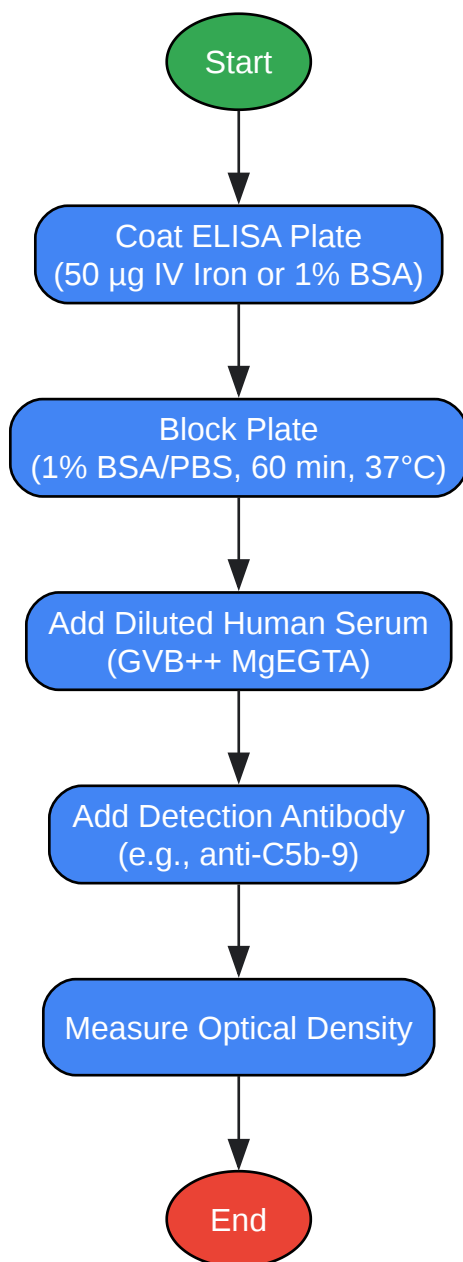 Start
Coat ELISA Plate
(50 µg IV Iron or 1% BSA)
Block Plate
(1% BSA/PBS, 60 min, 37°C)
Add Diluted Human Serum
(GVB++ MgEGTA)
Add Detection Antibody
(e.g., anti-C5b-9)
Measure Optical Density
End